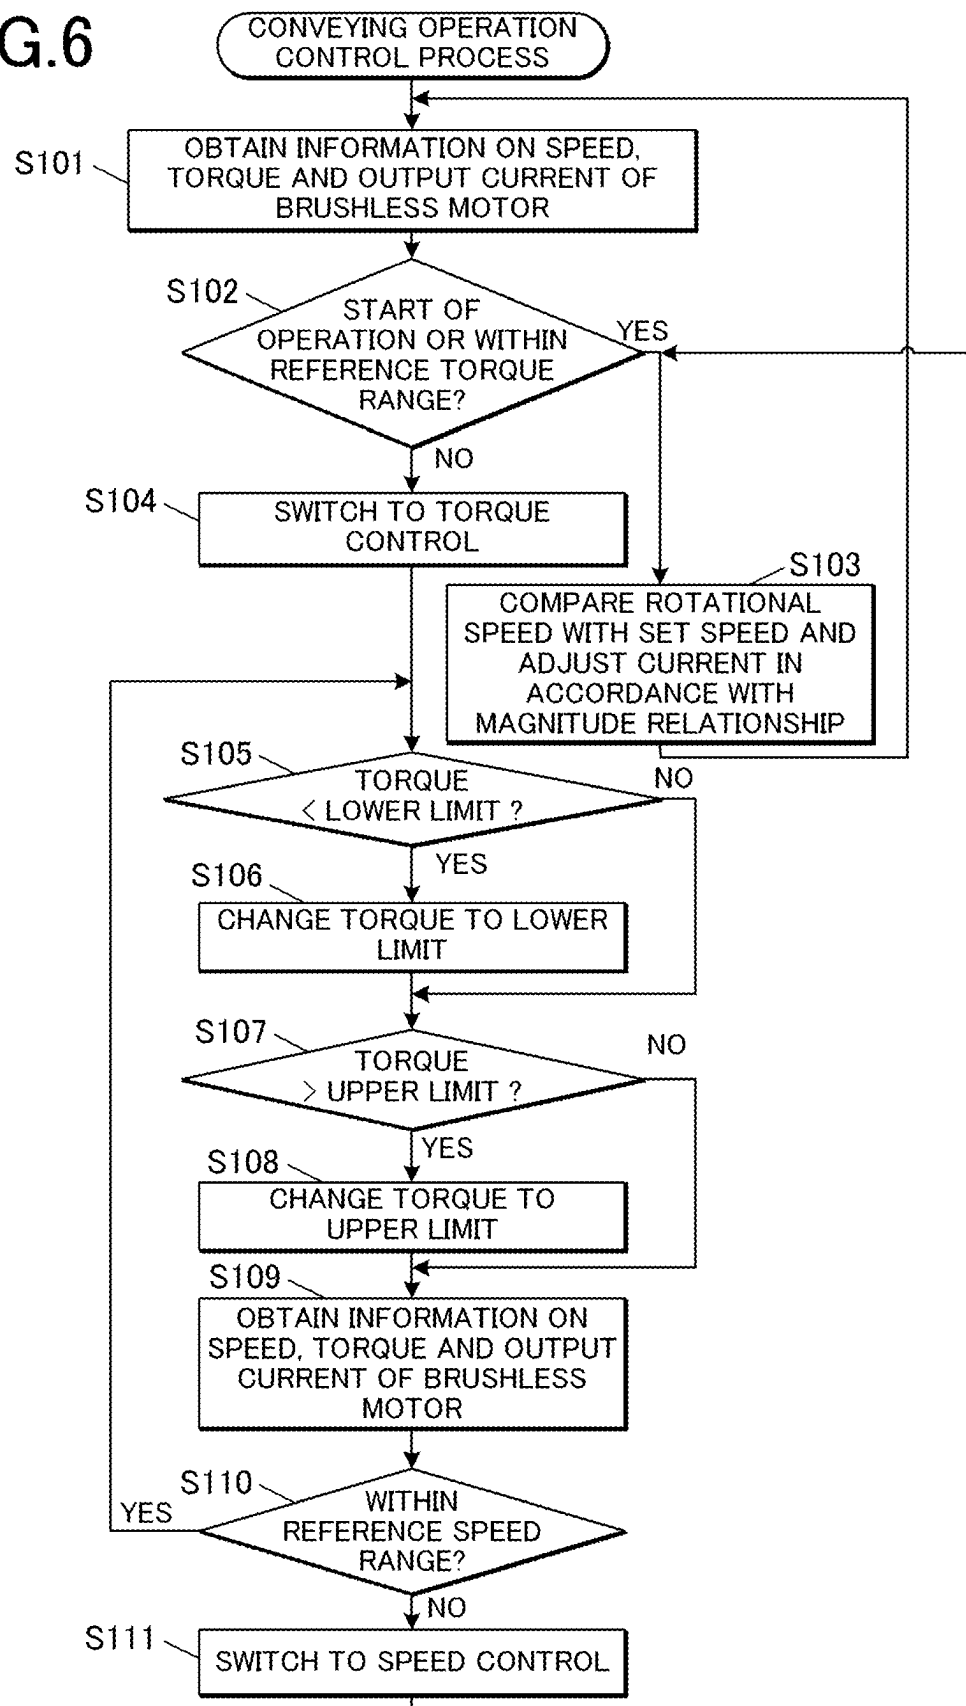 G.6
CONVEYING OPERATION
CONTROL PROCESS
S101
OBTAIN INFORMATION ON SPEED,
TORQUE AND OUTPUT CURRENT OF
BRUSHLESS MOTOR
S102
START OF
OPERATION OR WITHIN
REFERENCE TORQUE
RANGE?
YES
NO
S104
SWITCH TO TORQUE
CONTROL
S103
COMPARE ROTATIONAL
SPEED WITH SET SPEED AND
ADJUST CURRENT IN
ACCORDANCE WITH
MAGNITUDE RELATIONSHIP
S105
TORQUE
< LOWER LIMIT ?
NO
YES
S106
CHANGE TORQUE TO LOWER
LIMIT
S107
TORQUE
> UPPER LIMIT ?
NO
YES
S108
CHANGE TORQUE TO
UPPER LIMIT
S109
OBTAIN INFORMATION ON
SPEED, TORQUE AND OUTPUT
CURRENT OF BRUSHLESS
MOTOR
S110
WITHIN
REFERENCE SPEED
RANGE?
YES
NO
S111
SWITCH TO SPEED CONTROL